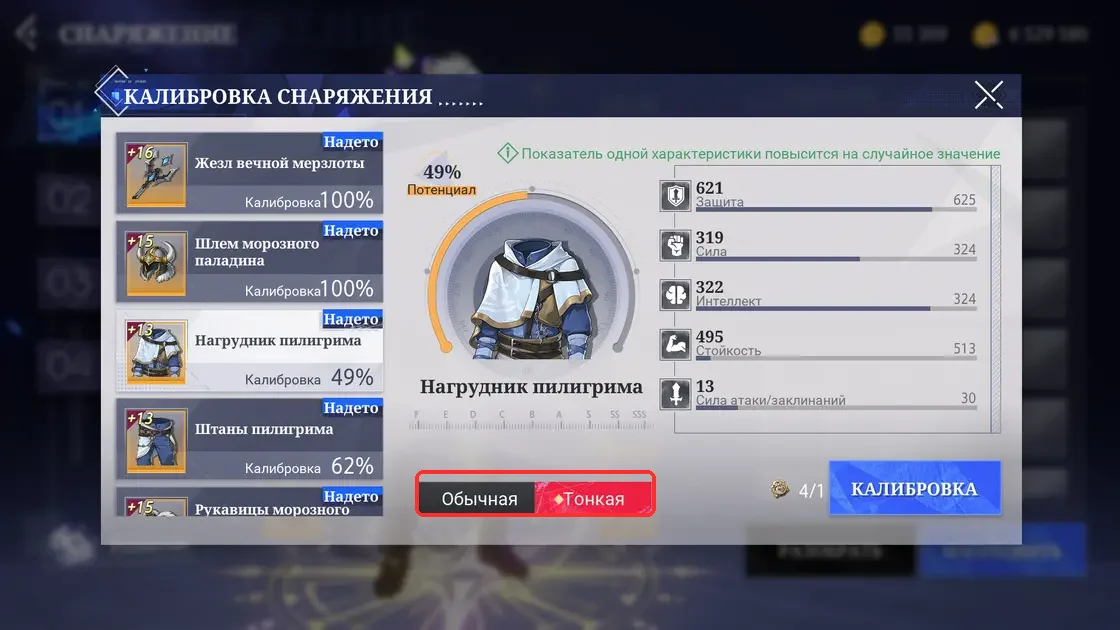 СНАРЯЖЕНИЕ
КАЛИБРОВКА СНАРЯЖЕНИЯ .......
+16
Надето
Жезл вечной мерзлоты
Калибровка 100%
+15
Надето
Шлем морозного
паладина
Калибровка 100%
+13
Надето
Нагрудник пилигрима
Калибровка 49%
+13
Надето
Штаны пилигрима
Калибровка 62%
+15
Надето
Рукавицы морозного
49%
Потенциал
Нагрудник пилигрима
F E D C B A S SS SSS
Обычная
Тонкая
Показатель одной характеристики повысится на случайное значение
621
Защита 625
319
Сила 324
322
Интеллект 324
495
Стойкость 513
13
Сила атаки/заклинаний 30
4/1
КАЛИБРОВКА